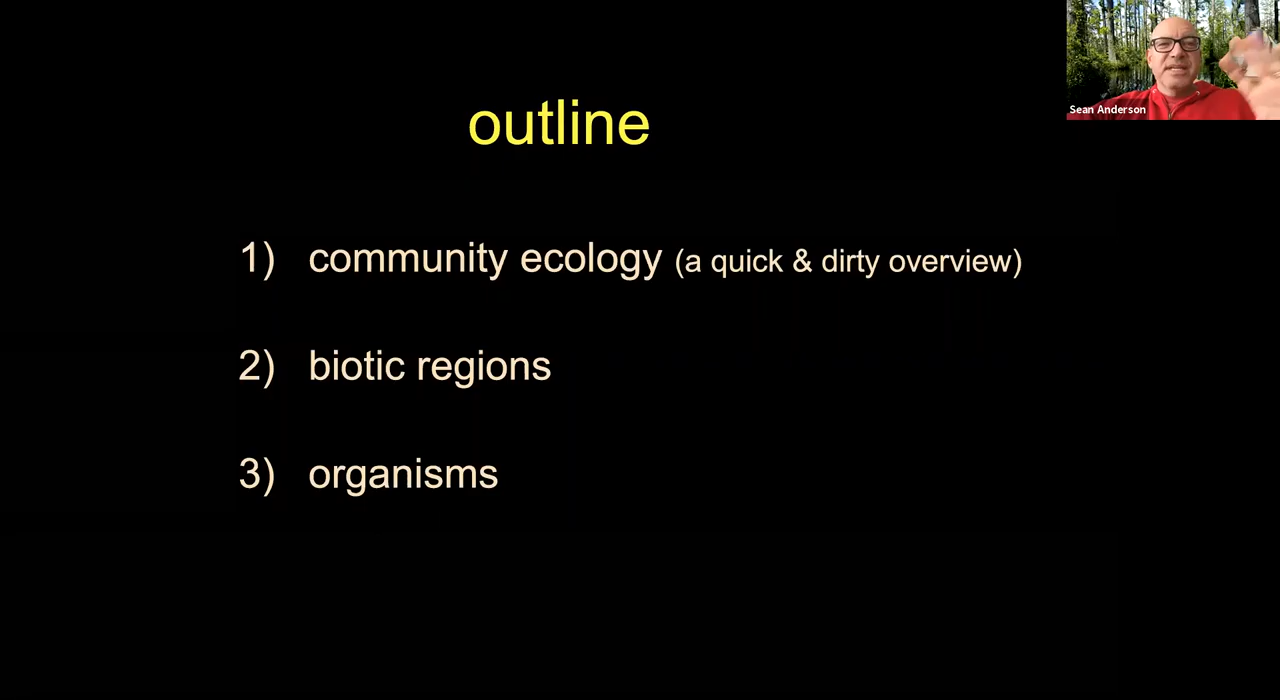 Sean Anderson
outline
1) community ecology (a quick & dirty overview)
2) biotic regions
3) organisms